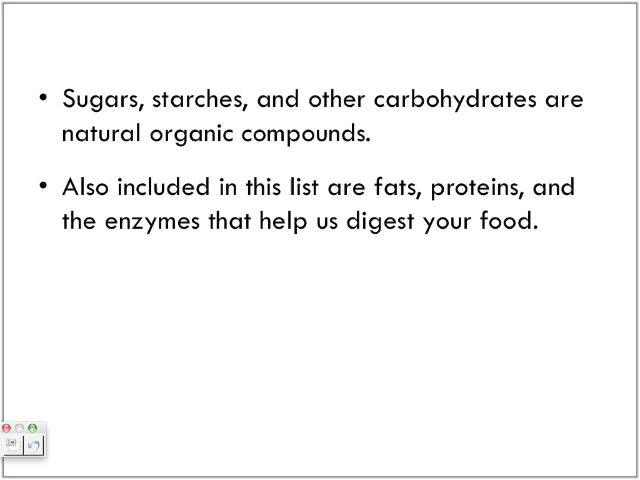 • Sugars, starches, and other carbohydrates are
natural organic compounds.
• Also included in this list are fats, proteins, and
the enzymes that help us digest your food.